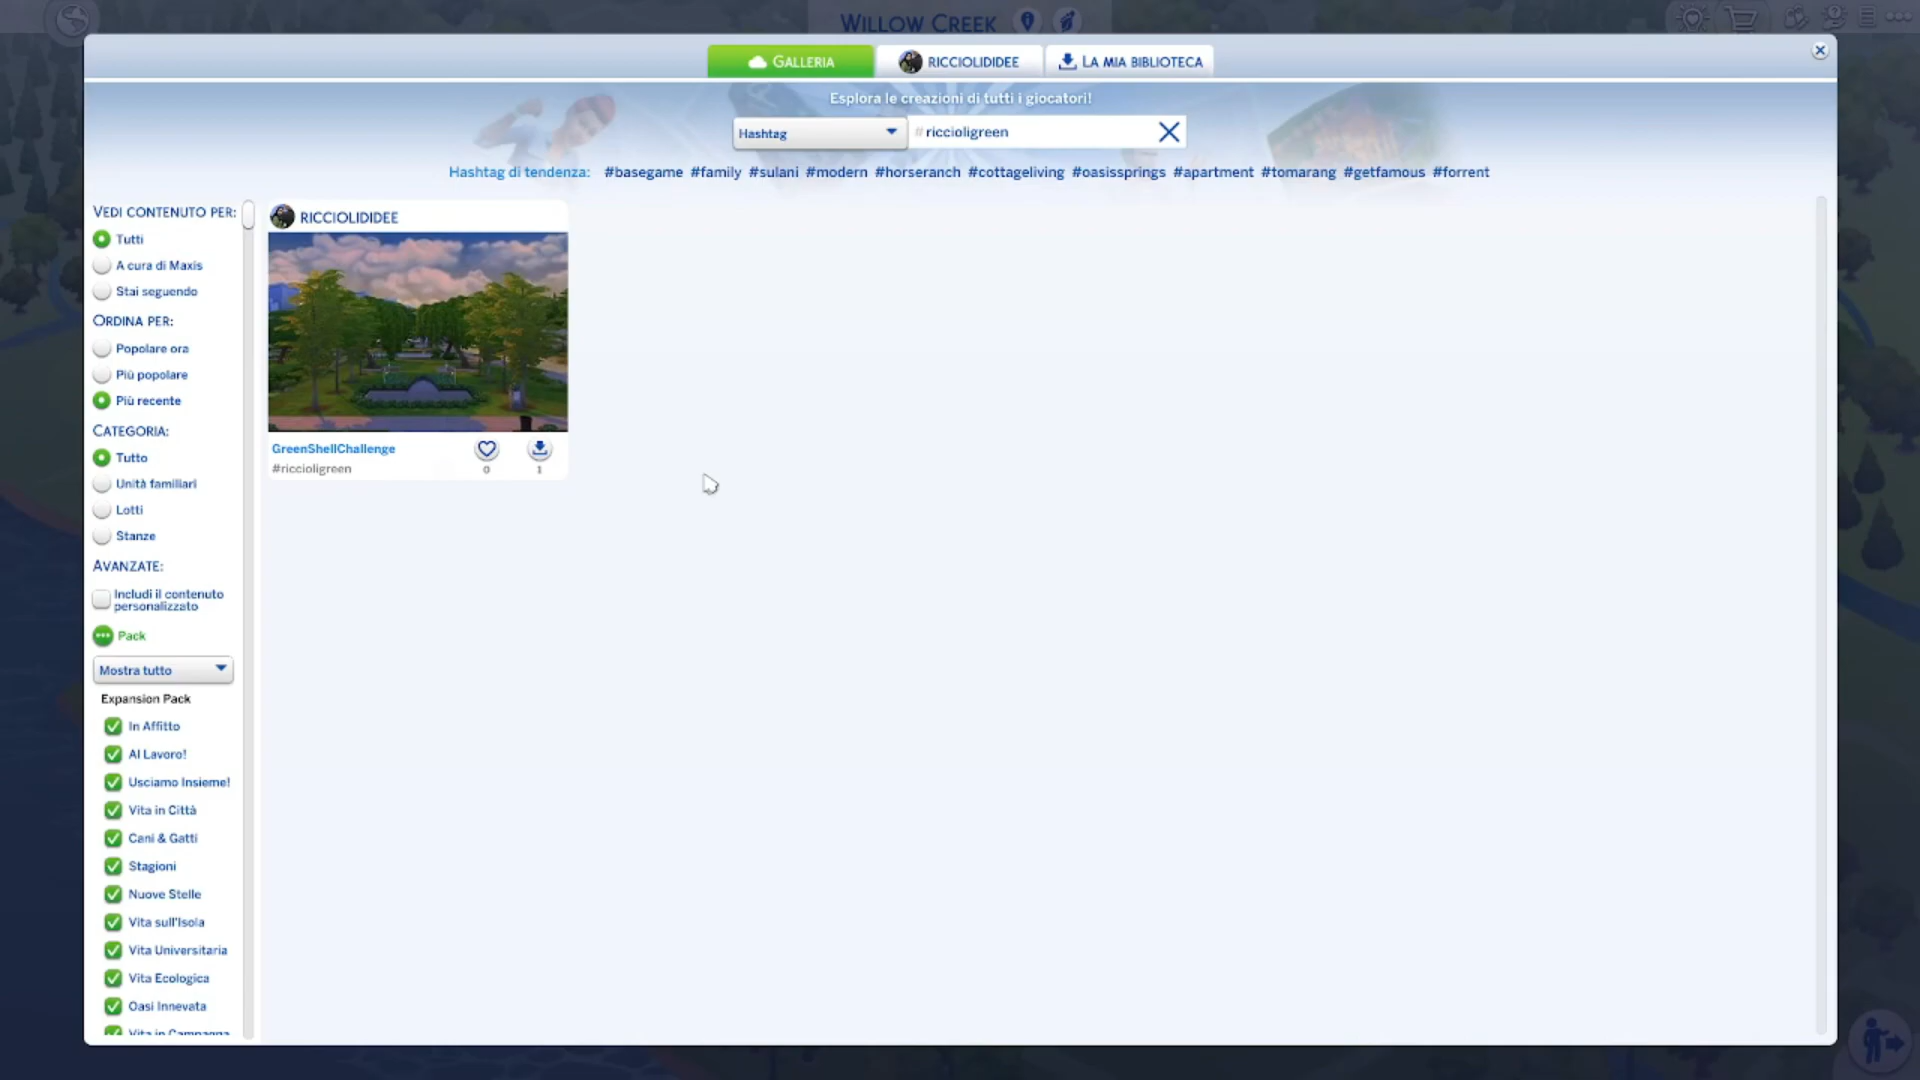 WILLOW CREEK
GALLERIA
RICCIOLIDIDEE
LA MIA BIBLIOTECA
Esplora le creazioni di tutti i giocatori!
Hashtag
# riccioligreen
Hashtag di tendenza: #basegame #family #sulani #modern #horseranch #cottageliving #oasissprings #apartment #tomarang #getfamous #forrent
VEDI CONTENUTO PER:
Tutti
A cura di Maxis
Stai seguendo
ORDINA PER:
Popolare ora
Più popolare
Più recente
CATEGORIA:
Tutto
Unità familiari
Lotti
Stanze
AVANZATE:
Includi il contenuto
personalizzato
Pack
Mostra tutto
Expansion Pack
In Affitto
Al Lavoro!
Usciamo Insieme!
Vita in Città
Cani & Gatti
Stagioni
Nuove Stelle
Vita sull'Isola
Vita Universitaria
Vita Ecologica
Oasi Innevata
Vita in Campagna
RICCIOLIDIDEE
GreenShellChallenge
#riccioligreen
0
1